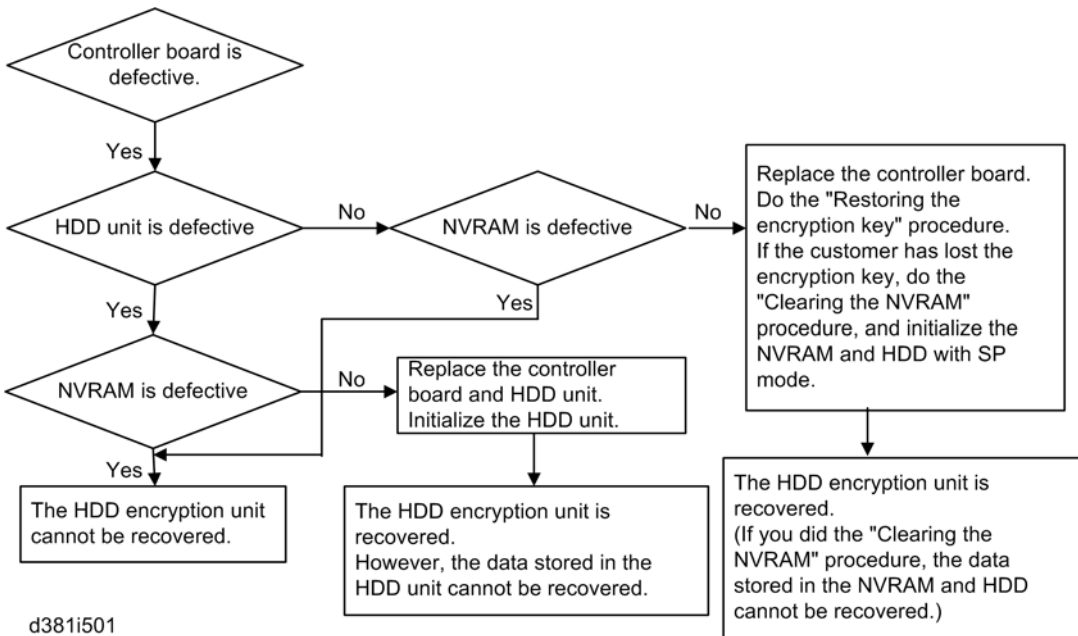 Controller board is
defective.
Yes
HDD unit is defective
No
NVRAM is defective
No
Replace the controller board.
Do the "Restoring the
encryption key" procedure.
If the customer has lost the
encryption key, do the
"Clearing the NVRAM"
procedure, and initialize the
NVRAM and HDD with SP
mode.
Yes
Yes
NVRAM is defective
No
Replace the controller
board and HDD unit.
Initialize the HDD unit.
Yes
The HDD encryption unit
cannot be recovered.
The HDD encryption unit is
recovered.
However, the data stored in the
HDD unit cannot be recovered.
The HDD encryption unit is
recovered.
(If you did the "Clearing the
NVRAM" procedure, the data
stored in the NVRAM and HDD
cannot be recovered.)
d381i501